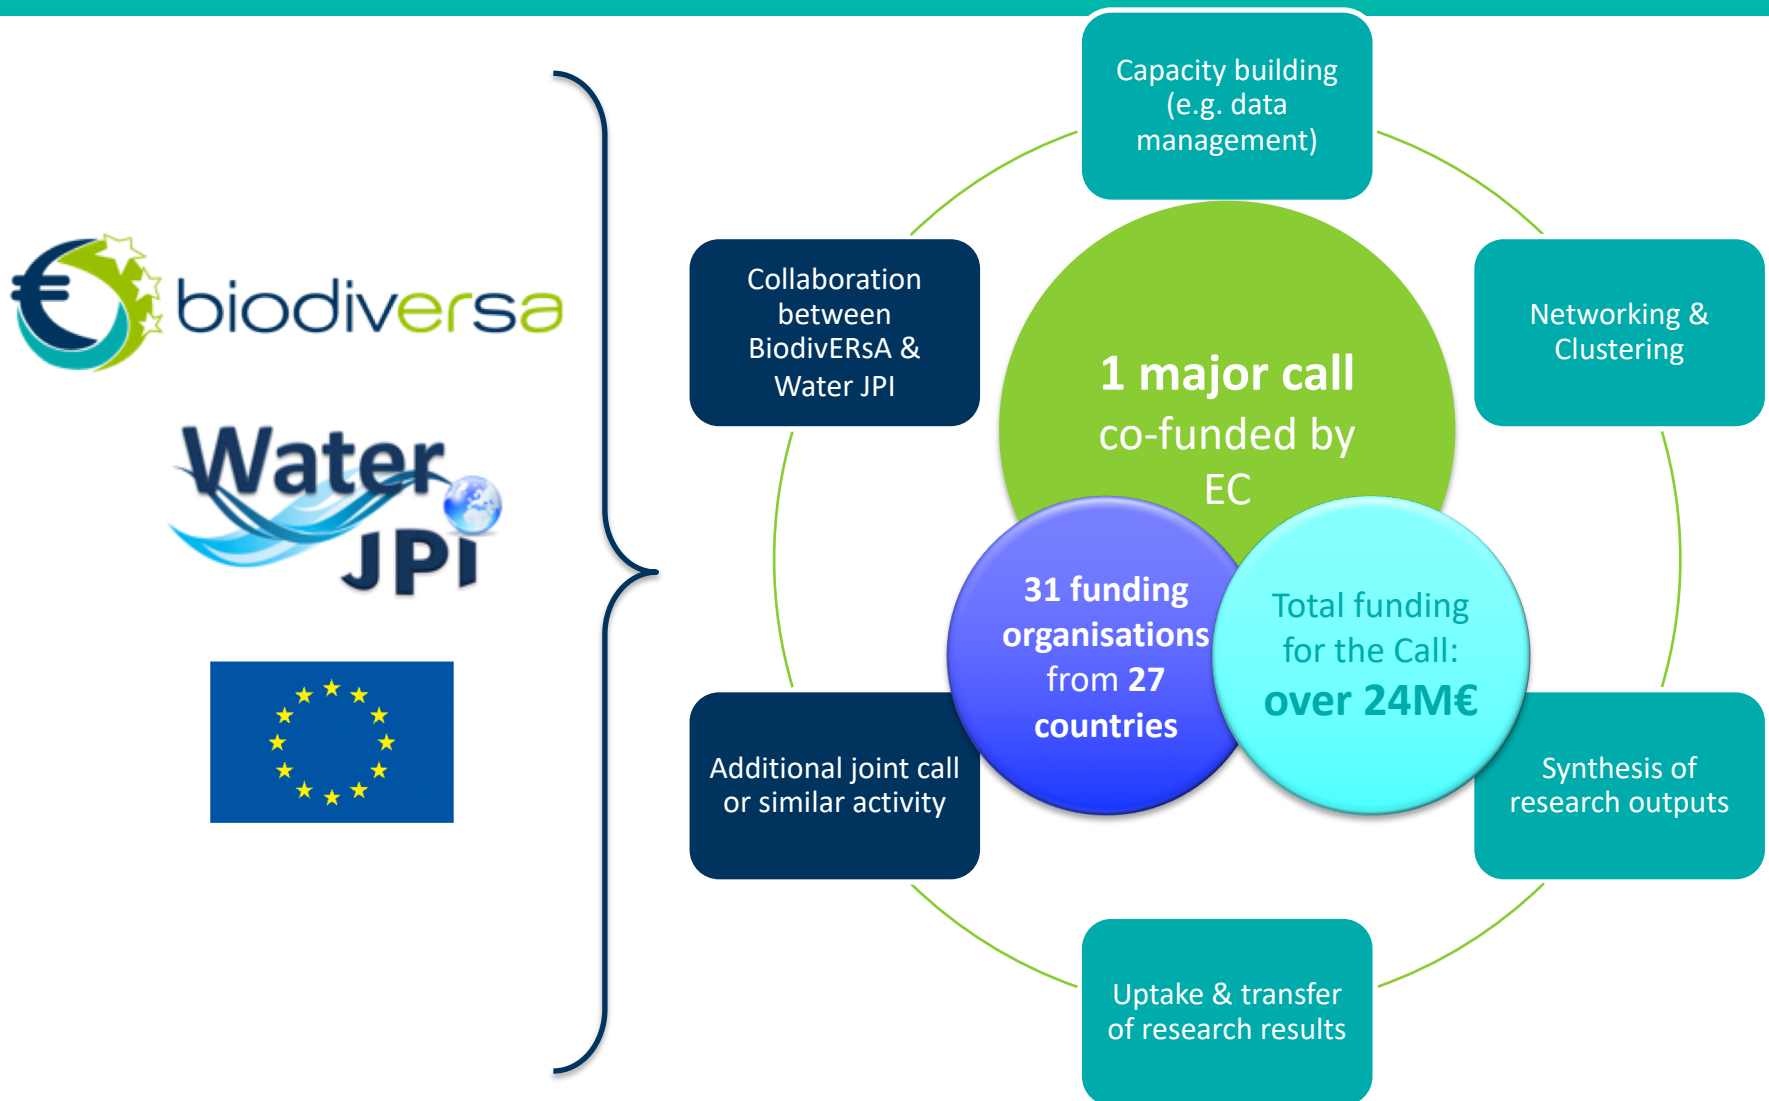 biodiversa
Water
JPI
Capacity building
(e.g. data
management)
Collaboration
between
BiodivERsA &
Water JPI
Networking &
Clustering
1 major call
co-funded by
EC
31 funding
organisations
from 27
countries
Total funding
for the Call:
over 24M€
Additional joint call
or similar activity
Synthesis of
research outputs
Uptake & transfer
of research results